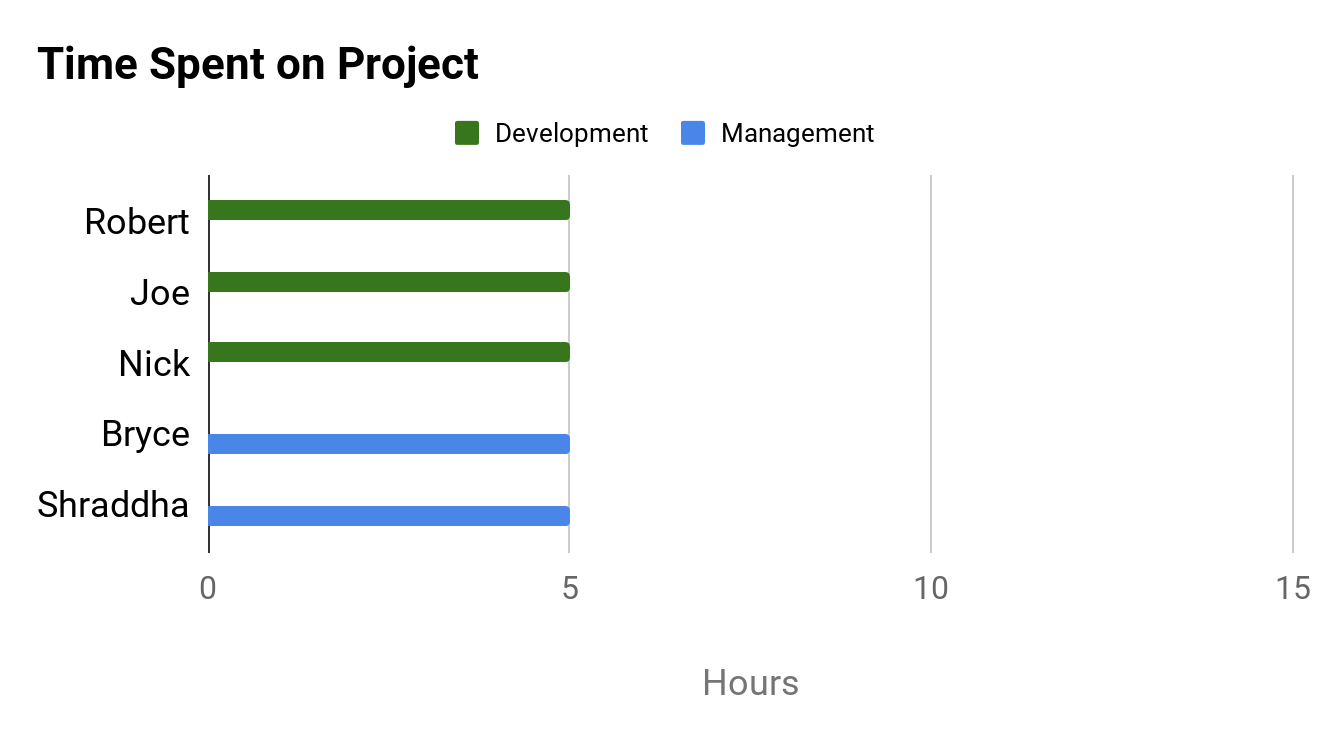 Time Spent on Project
Development Management
Robert
Joe
Nick
Bryce
Shraddha
0 5 10 15
Hours